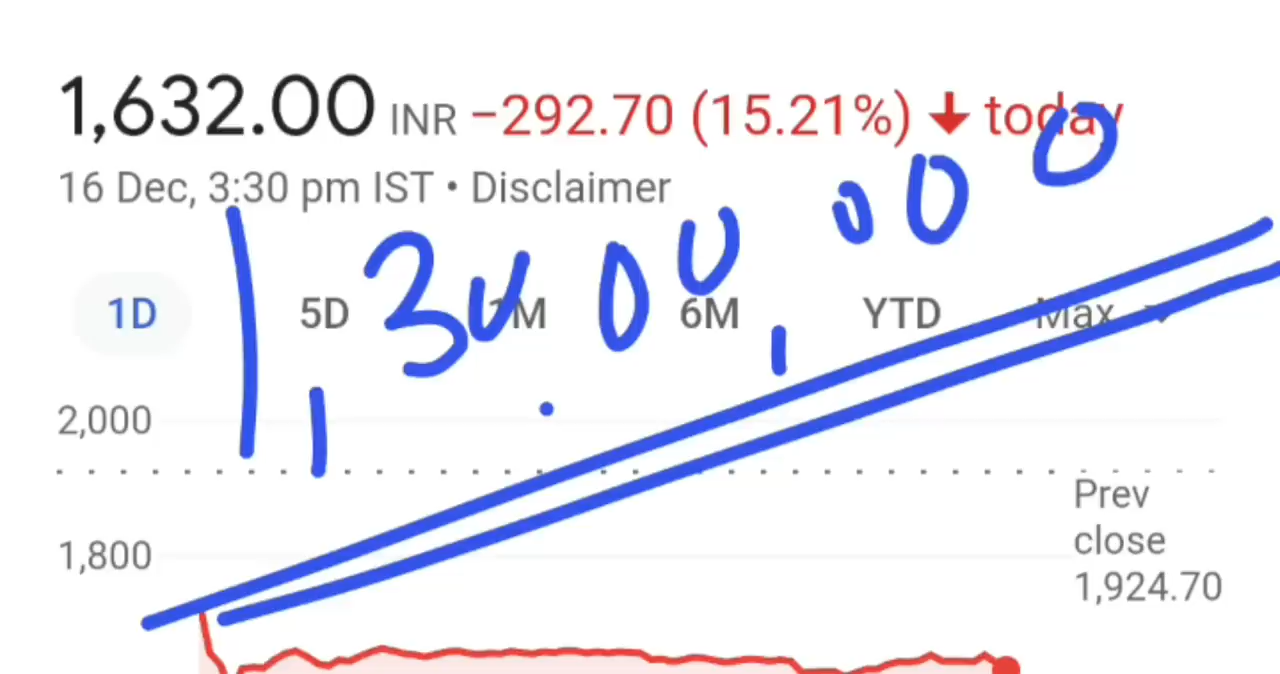 1,632.00 INR −292.70 (15.21%) ↓ today
16 Dec, 3:30 pm IST • Disclaimer
1,30.00,000
1D 5D 1M 6M YTD Max
2,000
Prev
close
1,924.70
1,800